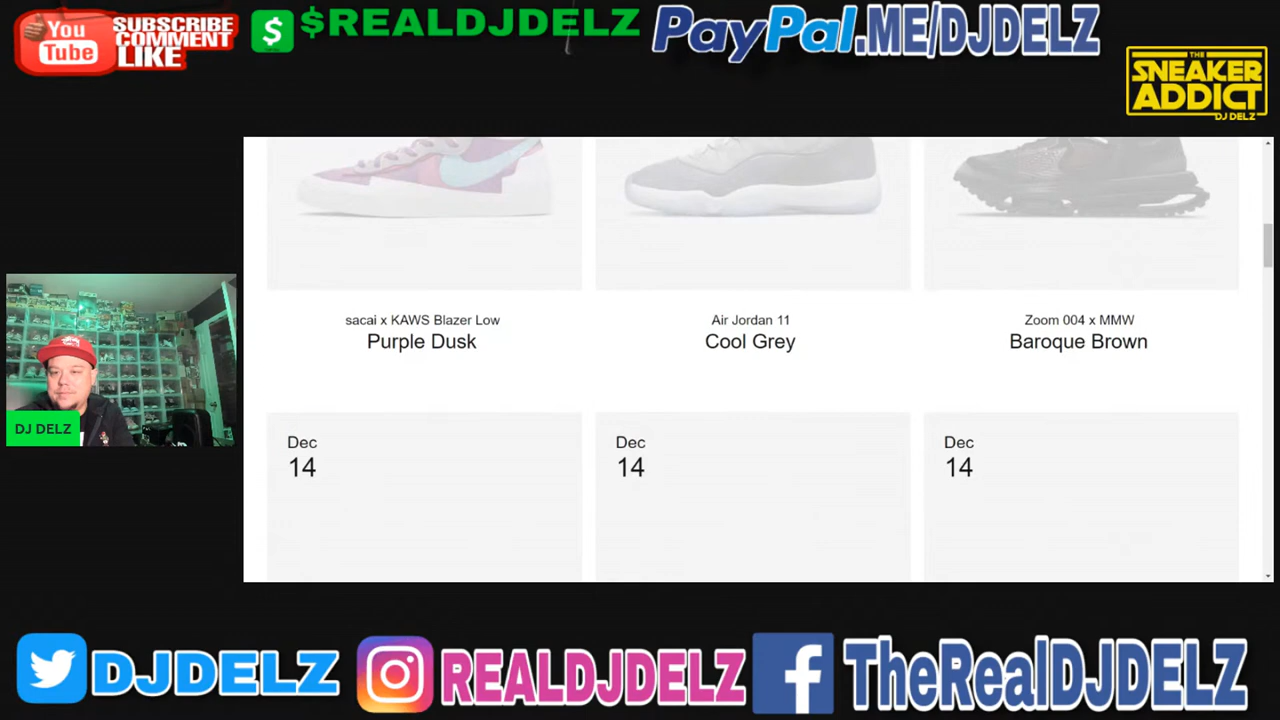 You
Tube
SUBSCRIBE
COMMENT
LIKE
$
$REALDJDELZ
PayPal.ME/DJDELZ
THE
SNEAKER
ADDICT
DJ DELZ
DJ DELZ
sacai x KAWS Blazer Low
Purple Dusk
Air Jordan 11
Cool Grey
Zoom 004 x MMW
Baroque Brown
Dec
14
Dec
14
Dec
14
DJDELZ
REALDJDELZ
f
TheRealDJDELZ